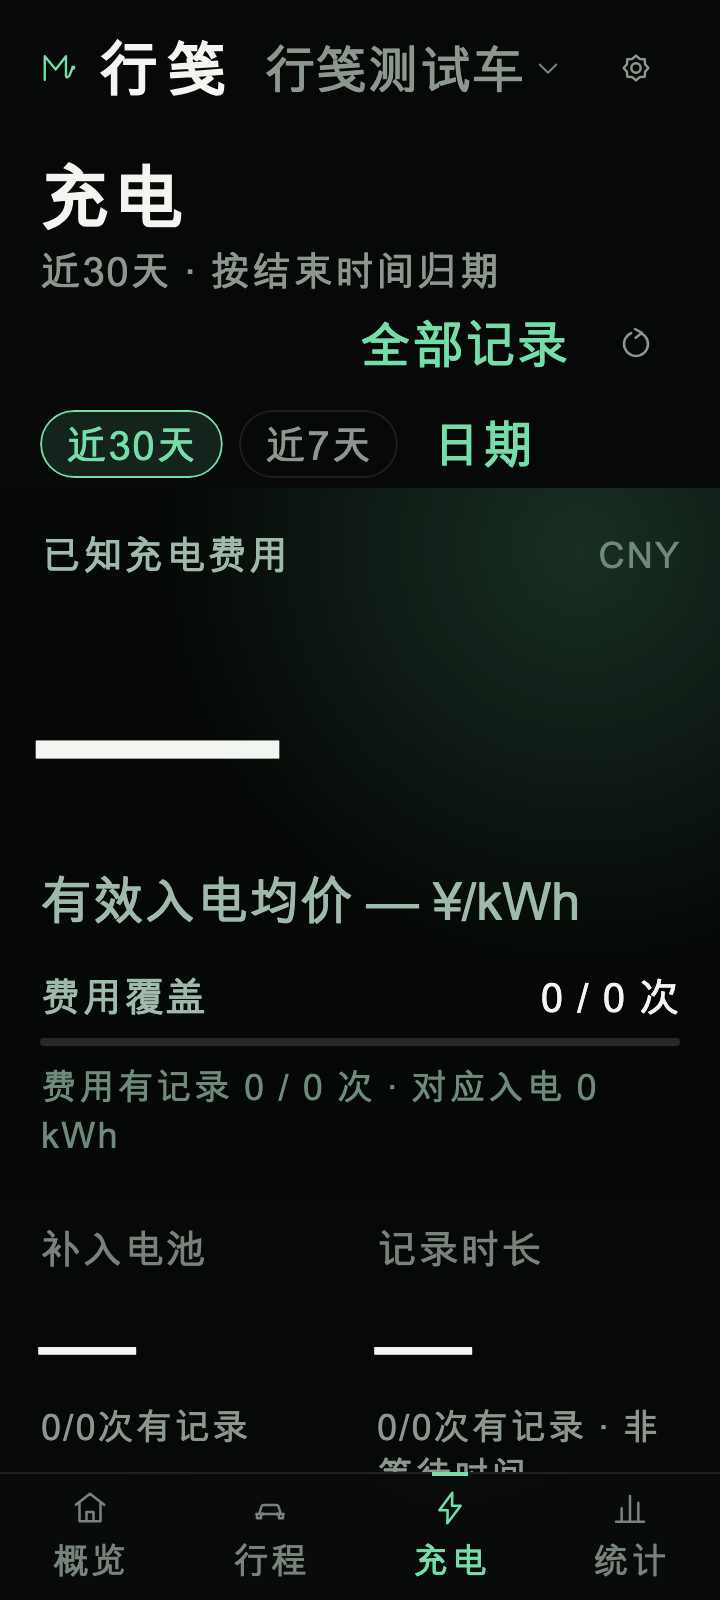 行笺 行笺测试车
充电
近30天 · 按结束时间归期
全部记录
近30天 近7天 日期
已知充电费用 CNY
—
有效入电均价 — ¥/kWh
费用覆盖 0 / 0 次
费用有记录 0 / 0 次 · 对应入电 0
kWh
补入电池 记录时长
— —
0/0次有记录 0/0次有记录 · 非
等待时间
概览 行程 充电 统计